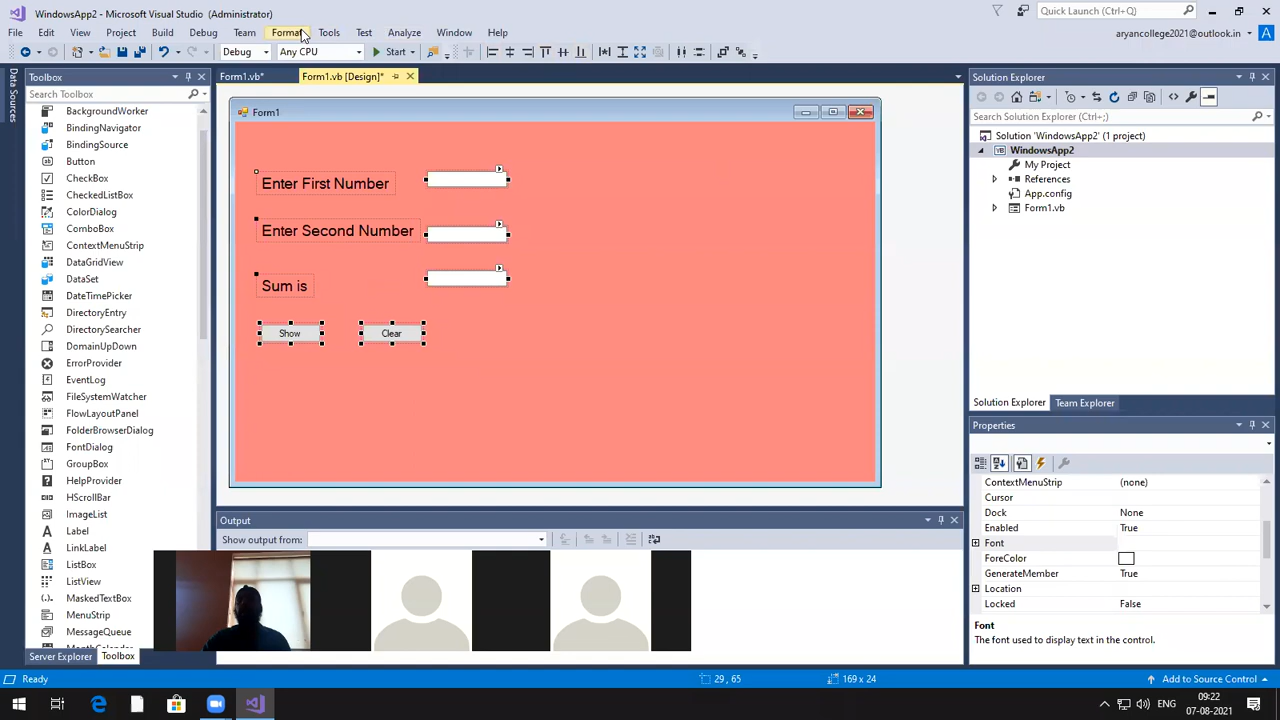 WindowsApp2 - Microsoft Visual Studio (Administrator)
Quick Launch (Ctrl+Q)
File Edit View Project Build Debug Team Format Tools Test Analyze Window Help
aryancollege2021@outlook.in
Debug Any CPU Start
Data Sources
Toolbox
Search Toolbox
BackgroundWorker
BindingNavigator
BindingSource
Button
CheckBox
CheckedListBox
ColorDialog
ComboBox
ContextMenuStrip
DataGridView
DataSet
DateTimePicker
DirectoryEntry
DirectorySearcher
DomainUpDown
ErrorProvider
EventLog
FileSystemWatcher
FlowLayoutPanel
FolderBrowserDialog
FontDialog
GroupBox
HelpProvider
HScrollBar
ImageList
Label
LinkLabel
ListBox
ListView
MaskedTextBox
MenuStrip
MessageQueue
MonthCalendar
Server Explorer Toolbox
Form1.vb* Form1.vb [Design]*
Form1
Enter First Number
Enter Second Number
Sum is
Show Clear
Output
Show output from:
Solution Explorer
Search Solution Explorer (Ctrl+;)
Solution 'WindowsApp2' (1 project)
VB WindowsApp2
My Project
References
App.config
Form1.vb
Solution Explorer Team Explorer
Properties
ContextMenuStrip (none)
Cursor
Dock None
Enabled True
Font
ForeColor
GenerateMember True
Location
Locked False
Font
The font used to display text in the control.
Ready 29 , 65 169 x 24 Add to Source Control
ENG 09:22
07-08-2021